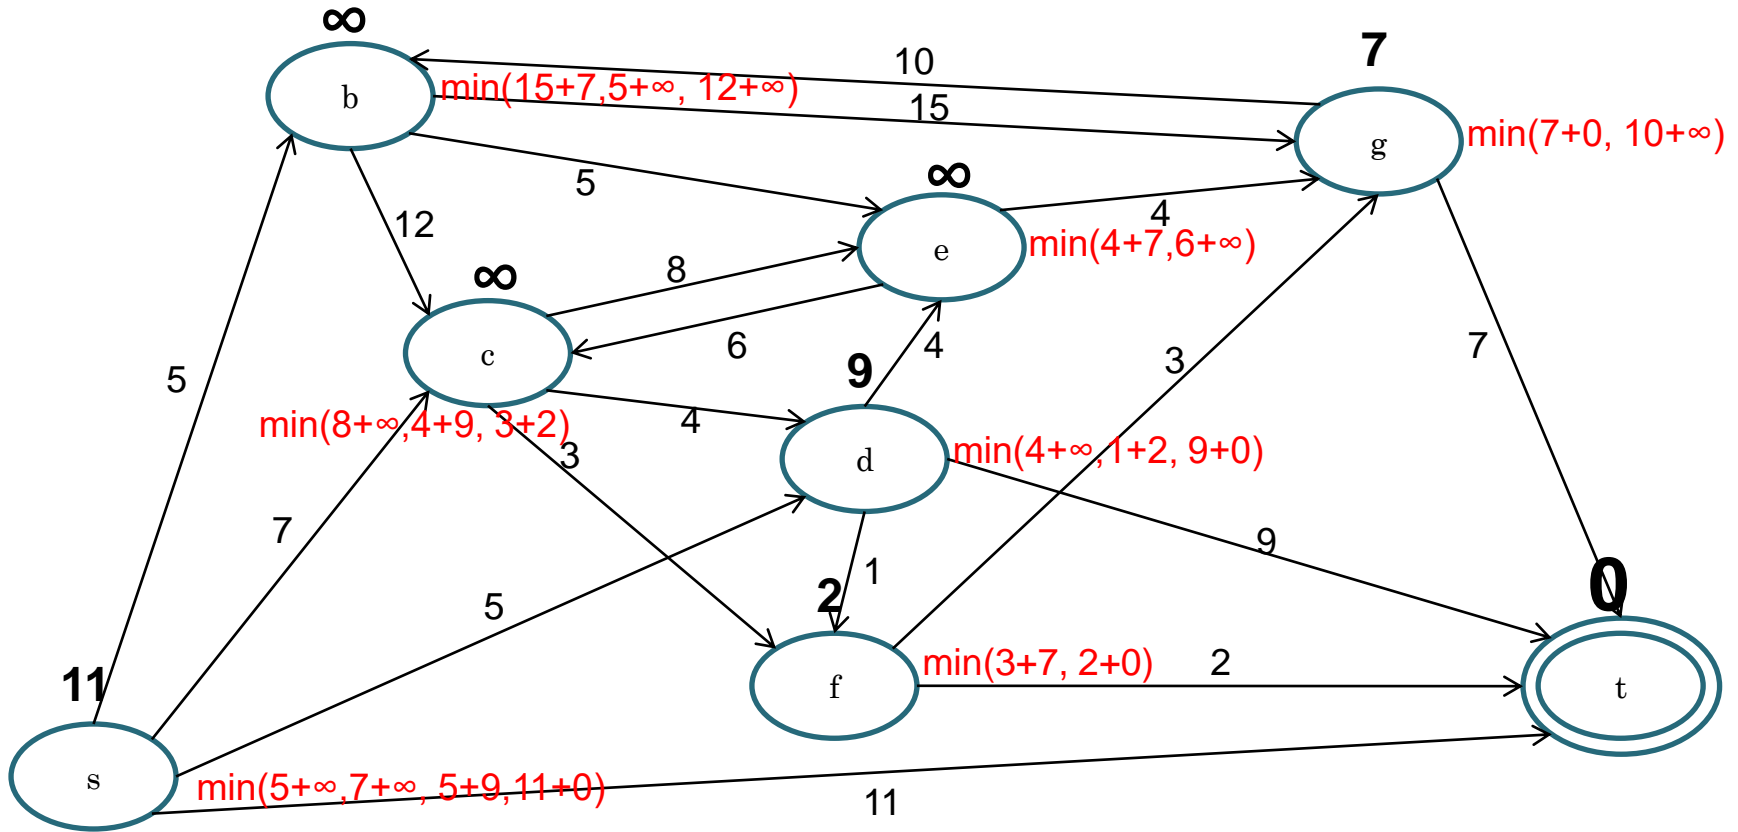 ∞
7
10
b
min(15+7,5+∞, 12+∞)
15
g
min(7+0, 10+∞)
∞
5
4
12
e
min(4+7,6+∞)
∞
8
6
4
3
7
c
9
5
min(8+∞,4+9, 3+2)
4
3
d
min(4+∞,1+2, 9+0)
7
9
1
2
0
5
11
min(3+7, 2+0)
2
f
t
s
min(5+∞,7+∞, 5+9,11+0)
11